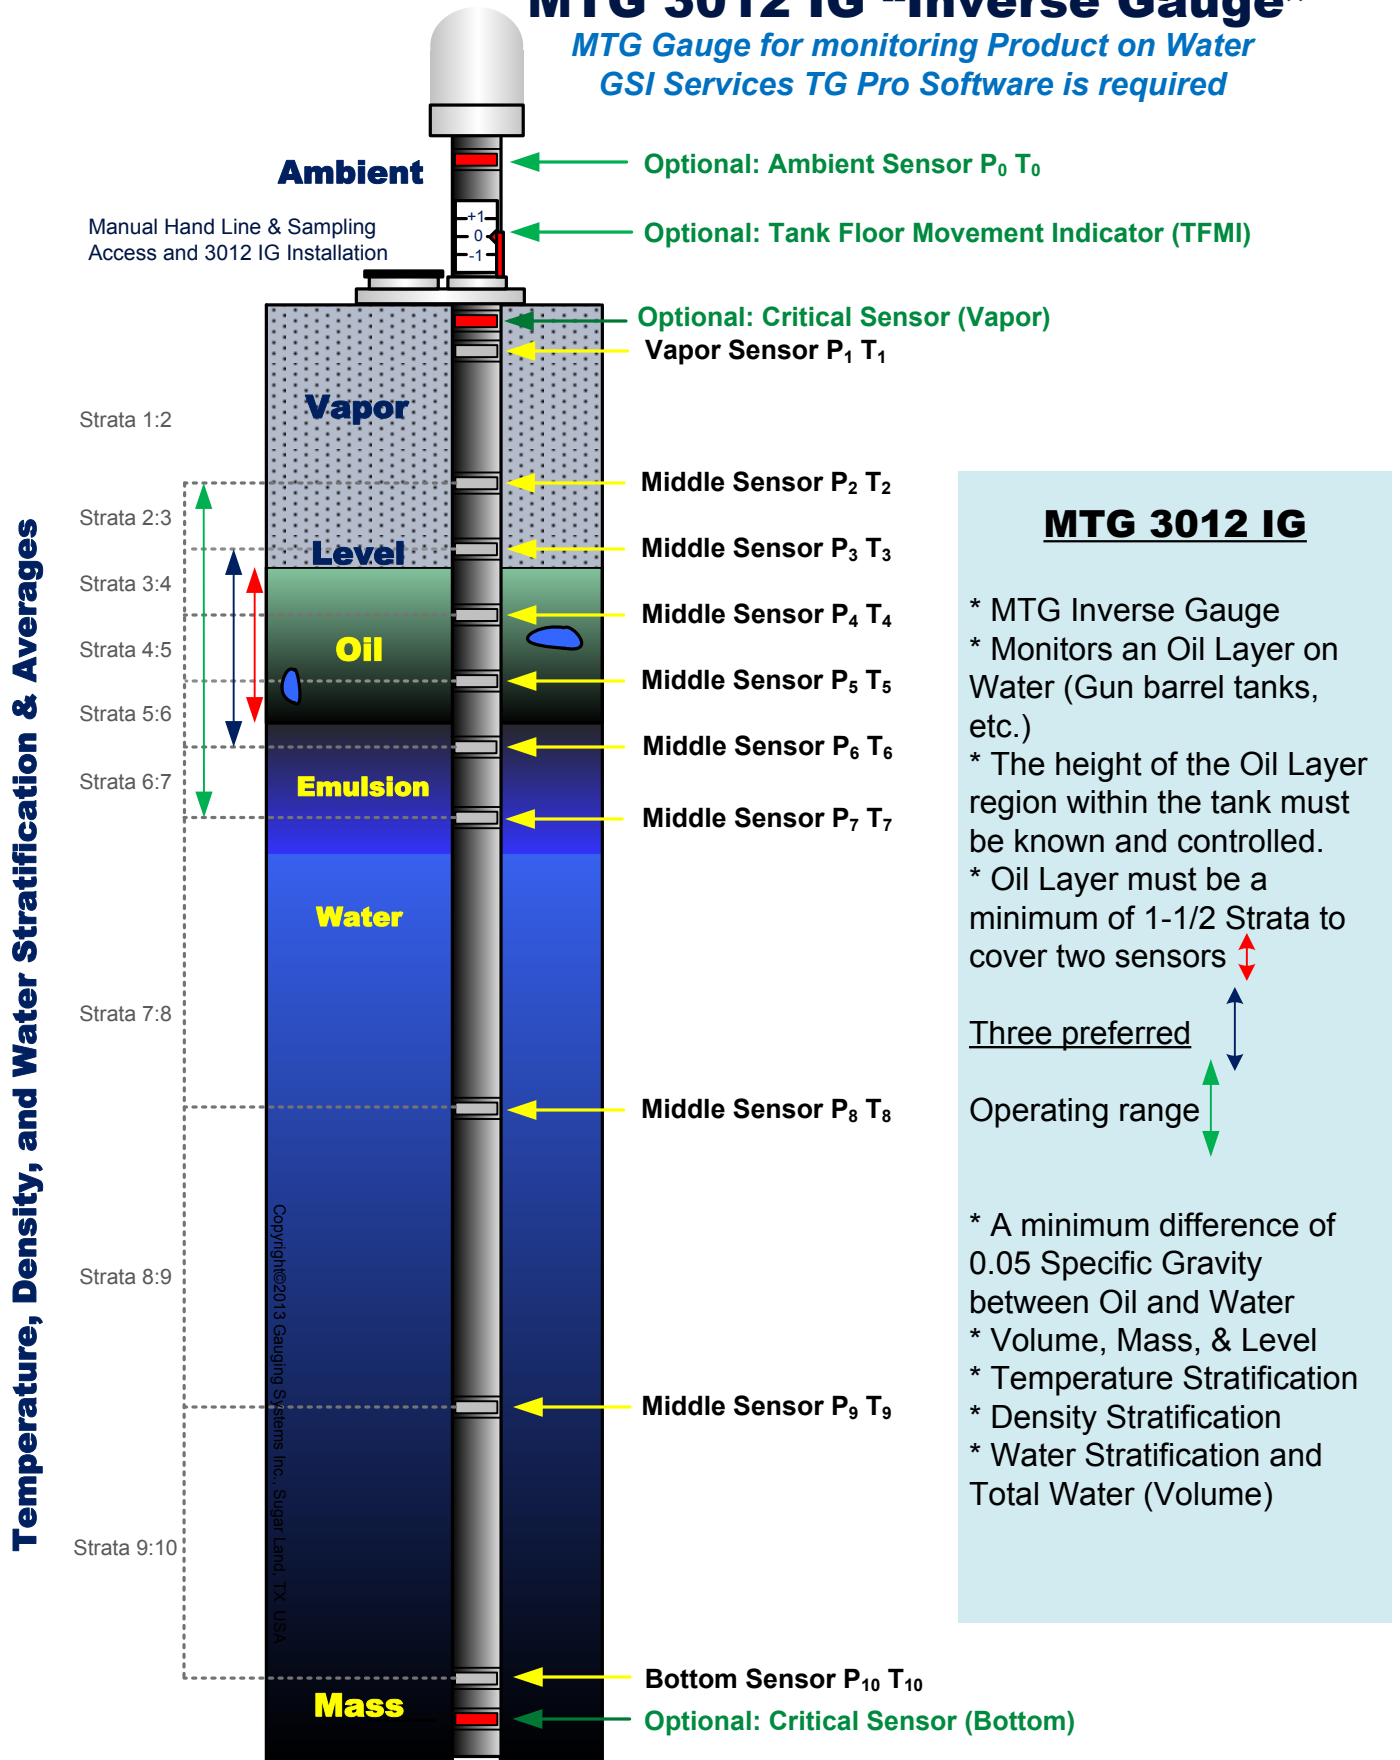 MTG 3012 IG "Inverse Gauge"
MTG Gauge for monitoring Product on Water
GSI Services TG Pro Software is required
Ambient
Optional: Ambient Sensor P₀ T₀
Manual Hand Line & Sampling
Access and 3012 IG Installation
+1
0
-1
Optional: Tank Floor Movement Indicator (TFMI)
Optional: Critical Sensor (Vapor)
Vapor Sensor P₁ T₁
Vapor
Strata 1:2
Middle Sensor P₂ T₂
Strata 2:3
Level
Middle Sensor P₃ T₃
Strata 3:4
Middle Sensor P₄ T₄
Strata 4:5
Oil
Middle Sensor P₅ T₅
Strata 5:6
Middle Sensor P₆ T₆
Strata 6:7
Emulsion
Middle Sensor P₇ T₇
Water
Strata 7:8
Middle Sensor P₈ T₈
Strata 8:9
Middle Sensor P₉ T₉
Strata 9:10
Bottom Sensor P₁₀ T₁₀
Mass
Optional: Critical Sensor (Bottom)
Temperature, Density, and Water Stratification & Averages
Copyright©2013 Gauging Systems Inc., Sugar Land, TX USA
MTG 3012 IG
* MTG Inverse Gauge
* Monitors an Oil Layer on
Water (Gun barrel tanks,
etc.)
* The height of the Oil Layer
region within the tank must
be known and controlled.
* Oil Layer must be a
minimum of 1-1/2 Strata to
cover two sensors
Three preferred
Operating range
* A minimum difference of
0.05 Specific Gravity
between Oil and Water
* Volume, Mass, & Level
* Temperature Stratification
* Density Stratification
* Water Stratification and
Total Water (Volume)